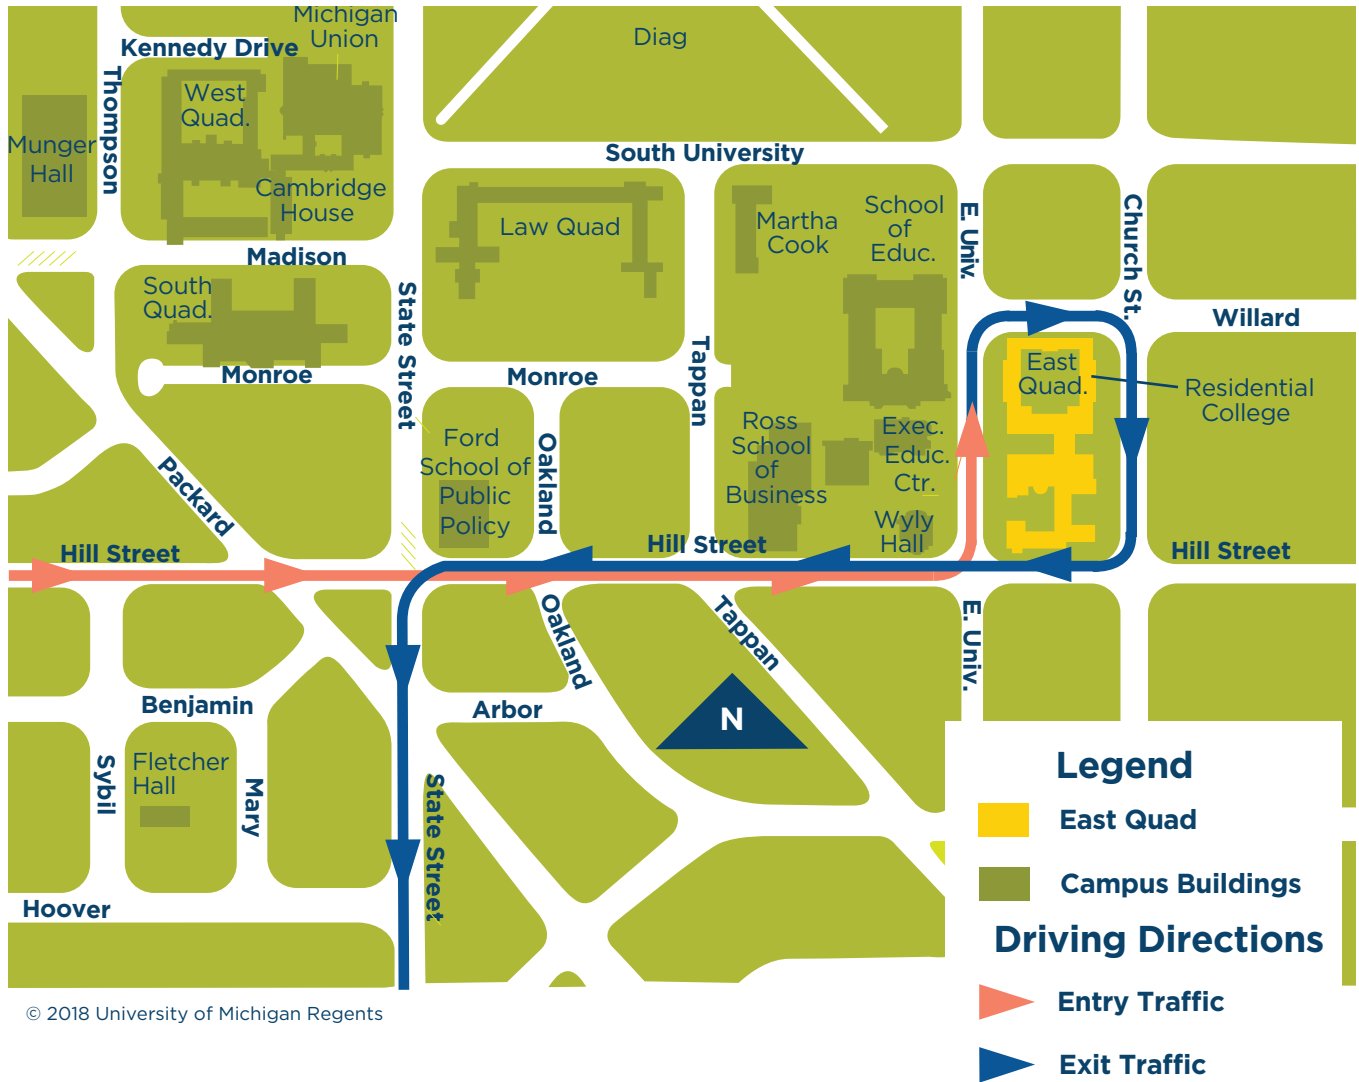 Michigan
Union
Diag
Kennedy Drive
Thompson
West
Quad.
Munger
Hall
South University
Cambridge
House
Law Quad
Martha
Cook
School
of
Educ.
E. Univ.
Church St.
Madison
South
Quad.
State Street
Willard
Tappan
Monroe
Monroe
East
Quad.
Residential
College
Ford
School of
Public
Policy
Oakland
Ross
School
of
Business
Exec.
Educ.
Ctr.
Wyly
Hall
Packard
Hill Street
Hill Street
Hill Street
Oakland
Tappan
E. Univ.
Benjamin
Arbor
N
Sybil
Fletcher
Hall
Mary
State Street
Hoover
Legend
East Quad
Campus Buildings
Driving Directions
Entry Traffic
Exit Traffic
© 2018 University of Michigan Regents